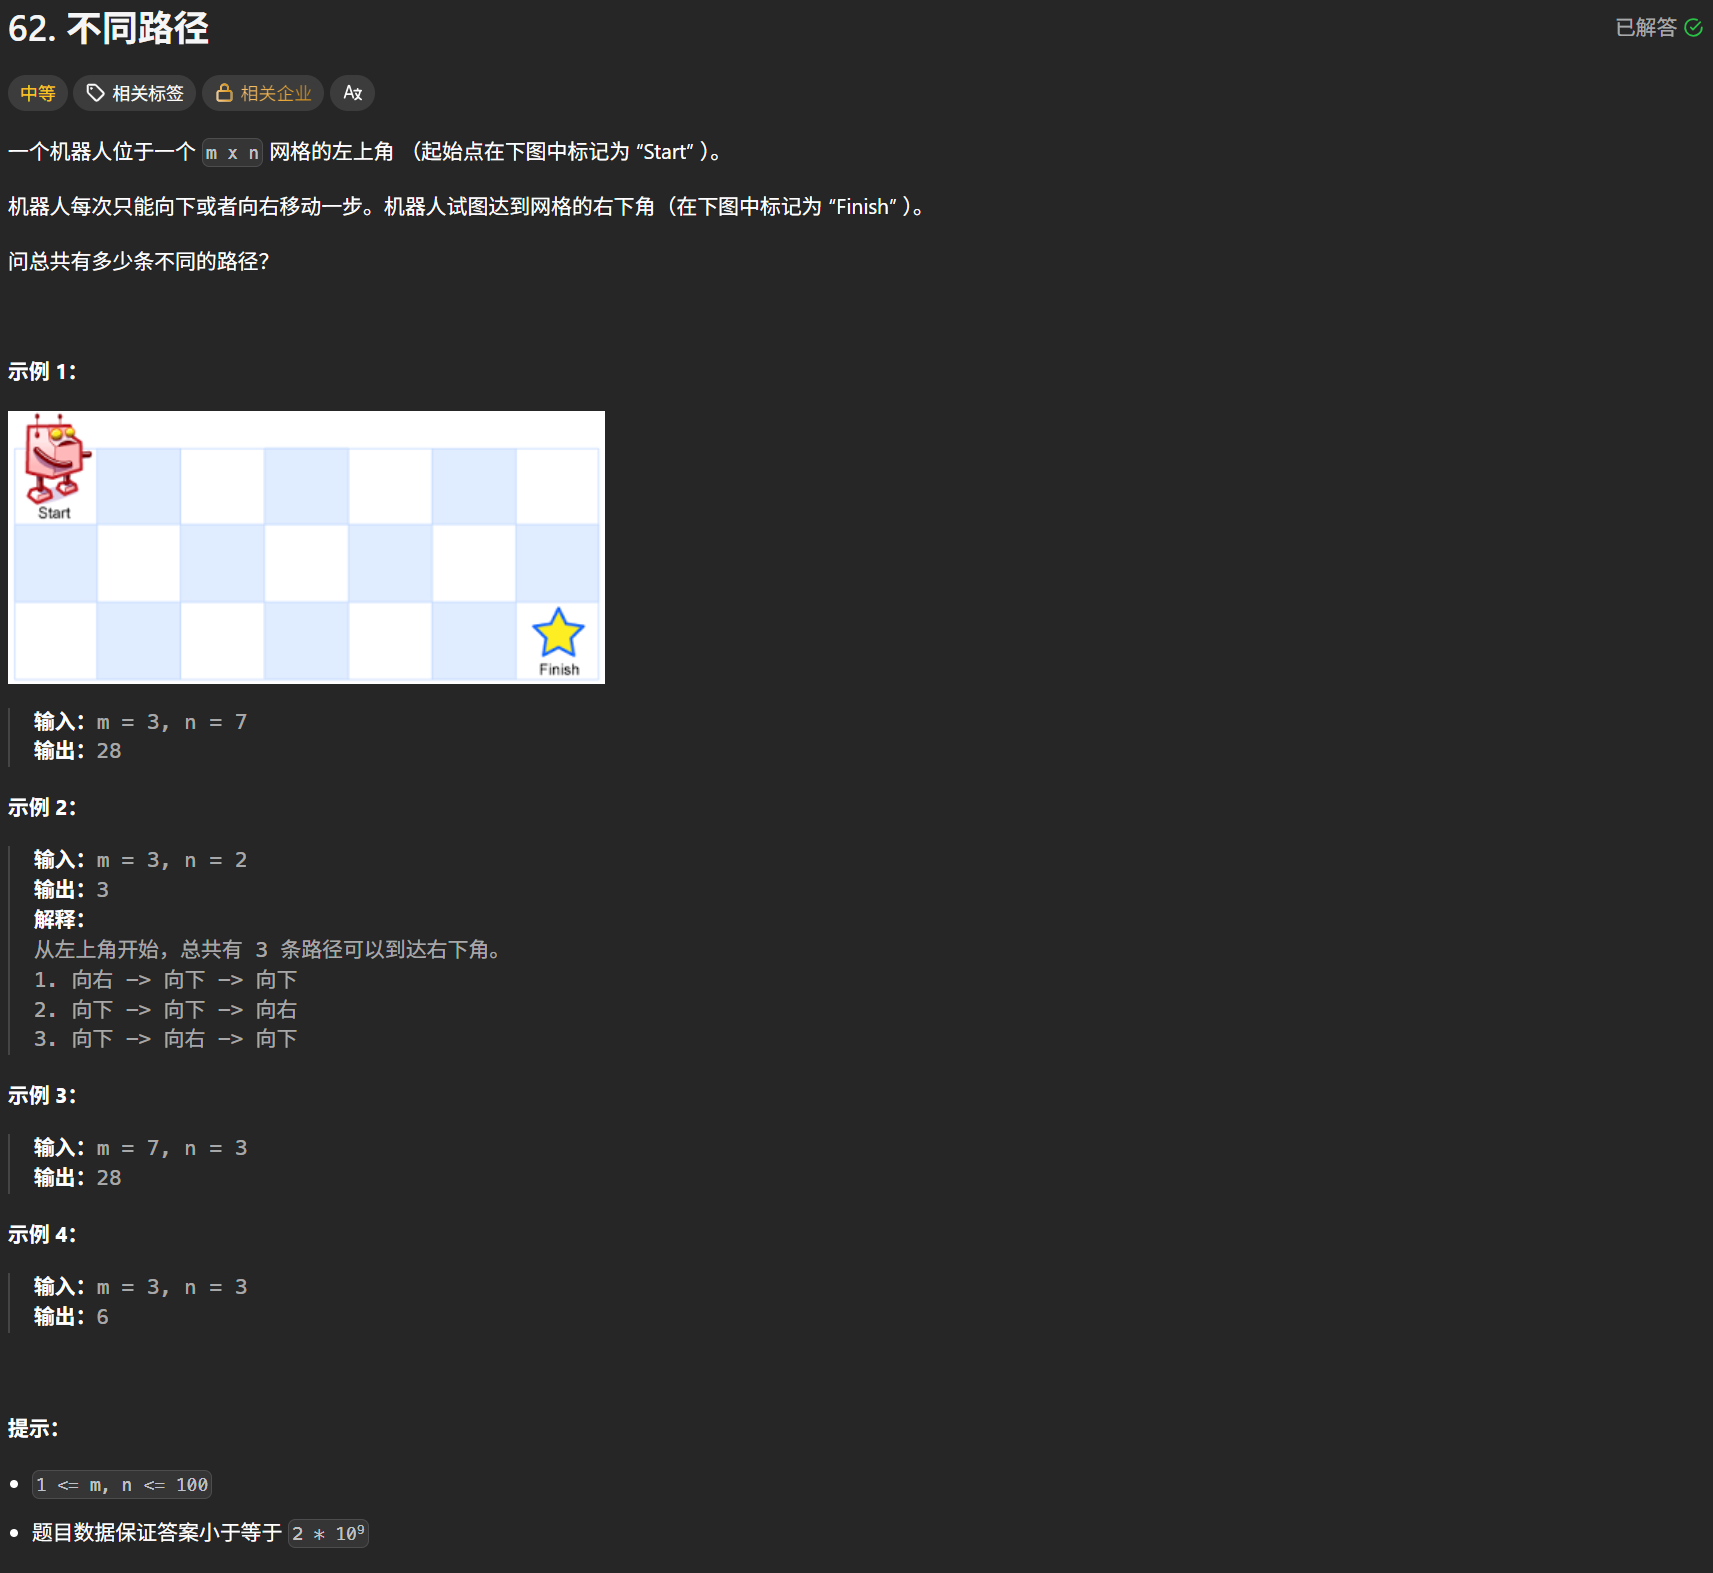 62. 不同路径
已解答
中等
相关标签
相关企业
一个机器人位于一个 m x n 网格的左上角 （起始点在下图中标记为 “Start” ）。
机器人每次只能向下或者向右移动一步。机器人试图达到网格的右下角（在下图中标记为 “Finish” ）。
问总共有多少条不同的路径？
示例 1：
Start
Finish
输入：m = 3, n = 7
输出：28
示例 2：
输入：m = 3, n = 2
输出：3
解释：
从左上角开始，总共有 3 条路径可以到达右下角。
1. 向右 -> 向下 -> 向下
2. 向下 -> 向下 -> 向右
3. 向下 -> 向右 -> 向下
示例 3：
输入：m = 7, n = 3
输出：28
示例 4：
输入：m = 3, n = 3
输出：6
提示：
• 1 <= m, n <= 100
• 题目数据保证答案小于等于 2 * 10⁹